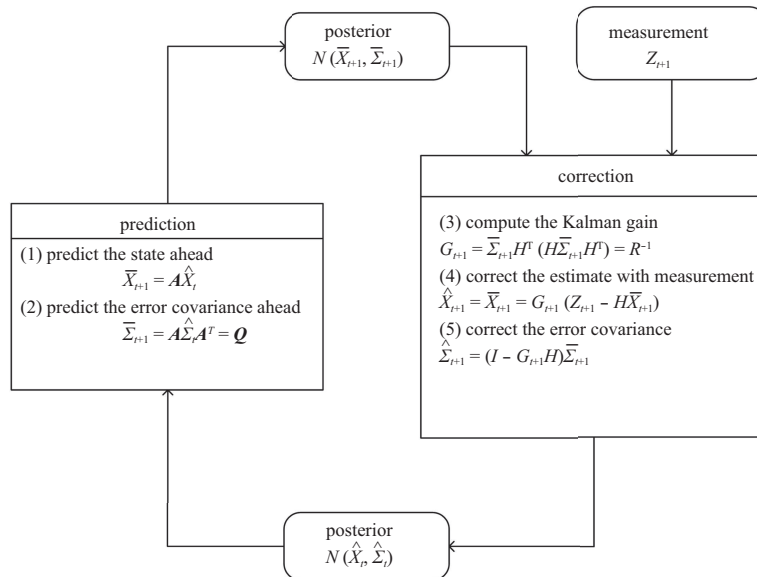 posterior
N (X̅ₜ₊₁, Σ̅ₜ₊₁)
measurement
Zₜ₊₁
prediction
(1) predict the state ahead
X̅ₜ₊₁ = AX̂ₜ
(2) predict the error covariance ahead
Σ̅ₜ₊₁ = AΣ̂ₜAᵀ = Q
correction
(3) compute the Kalman gain
Gₜ₊₁ = Σ̅ₜ₊₁Hᵀ (HΣ̅ₜ₊₁Hᵀ) = R⁻¹
(4) correct the estimate with measurement
X̂ₜ₊₁ = X̅ₜ₊₁ = Gₜ₊₁ (Zₜ₊₁ − HX̅ₜ₊₁)
(5) correct the error covariance
Σ̂ₜ₊₁ = (I − Gₜ₊₁H)Σ̅ₜ₊₁
posterior
N (X̂ₜ, Σ̂ₜ)